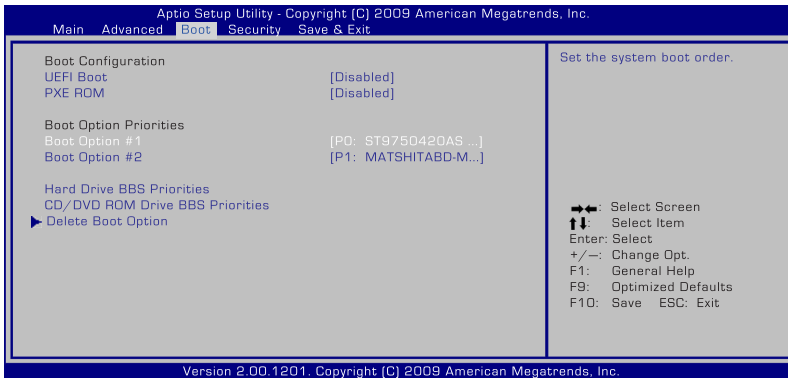 Aptio Setup Utility - Copyright (C) 2009 American Megatrends, Inc.
Main Advanced Boot Security Save & Exit
Boot Configuration
UEFI Boot [Disabled]
PXE ROM [Disabled]
Boot Option Priorities
Boot Option #1 [P0: ST9750420AS ...]
Boot Option #2 [P1: MATSHITABD-M...]
Hard Drive BBS Priorities
CD/DVD ROM Drive BBS Priorities
Delete Boot Option
Set the system boot order.
→←: Select Screen
↑↓: Select Item
Enter: Select
+/—: Change Opt.
F1: General Help
F9: Optimized Defaults
F10: Save ESC: Exit
Version 2.00.1201. Copyright (C) 2009 American Megatrends, Inc.